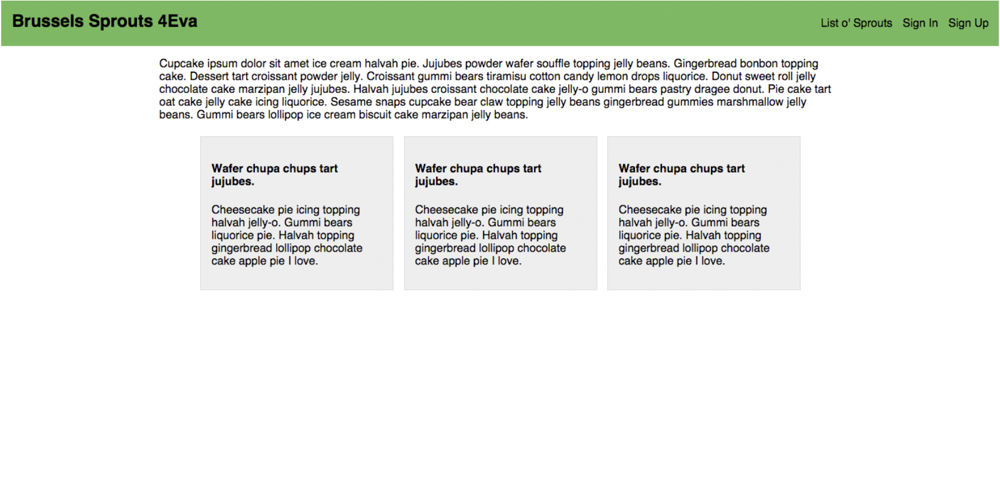 Brussels Sprouts 4Eva
List o' Sprouts Sign In Sign Up
Cupcake ipsum dolor sit amet ice cream halvah pie. Jujubes powder wafer souffle topping jelly beans. Gingerbread bonbon topping
cake. Dessert tart croissant powder jelly. Croissant gummi bears tiramisu cotton candy lemon drops liquorice. Donut sweet roll jelly
chocolate cake marzipan jelly jujubes. Halvah jujubes croissant chocolate cake jelly-o gummi bears pastry dragee donut. Pie cake tart
oat cake jelly cake icing liquorice. Sesame snaps cupcake bear claw topping jelly beans gingerbread gummies marshmallow jelly
beans. Gummi bears lollipop ice cream biscuit cake marzipan jelly beans.
Wafer chupa chups tart
jujubes.
Cheesecake pie icing topping
halvah jelly-o. Gummi bears
liquorice pie. Halvah topping
gingerbread lollipop chocolate
cake apple pie I love.
Wafer chupa chups tart
jujubes.
Cheesecake pie icing topping
halvah jelly-o. Gummi bears
liquorice pie. Halvah topping
gingerbread lollipop chocolate
cake apple pie I love.
Wafer chupa chups tart
jujubes.
Cheesecake pie icing topping
halvah jelly-o. Gummi bears
liquorice pie. Halvah topping
gingerbread lollipop chocolate
cake apple pie I love.